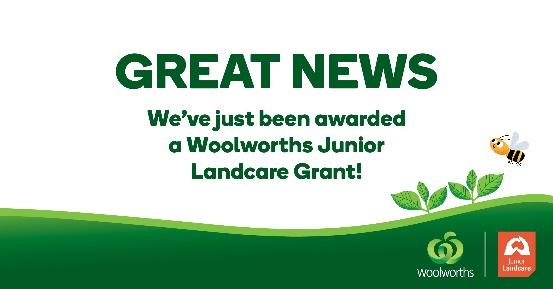 GREAT NEWS
We've just been awarded
a Woolworths Junior
Landcare Grant!
Woolworths
Junior
Landcare